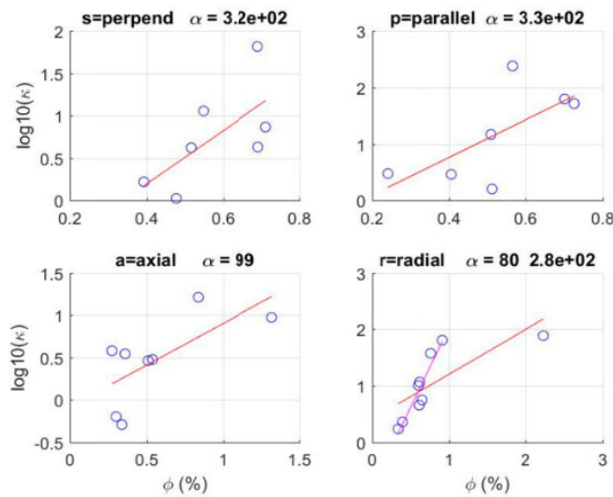 s=perpend α = 3.2e+02
p=parallel α = 3.3e+02
2
1.5
1
0.5
0
log10(κ)
0.2 0.4 0.6 0.8
3
2
1
0
0.2 0.4 0.6 0.8
a=axial α = 99
r=radial α = 80 2.8e+02
1.5
1
0.5
0
-0.5
log10(κ)
0 0.5 1 1.5
ϕ (%)
3
2
1
0
0 1 2 3
ϕ (%)